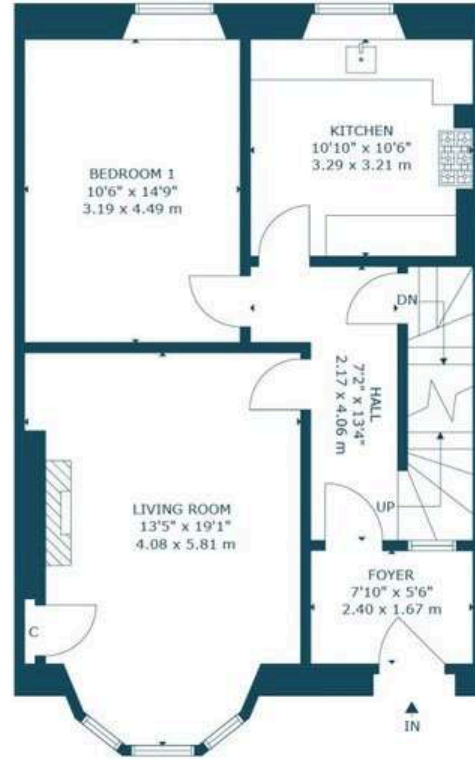 BEDROOM 1
10'6" x 14'9"
3.19 x 4.49 m
KITCHEN
10'10" x 10'6"
3.29 x 3.21 m
DN
HALL
7'2" x 13'4"
2.17 x 4.06 m
LIVING ROOM
13'5" x 19'1"
4.08 x 5.81 m
UP
FOYER
7'10" x 5'6"
2.40 x 1.67 m
C
IN